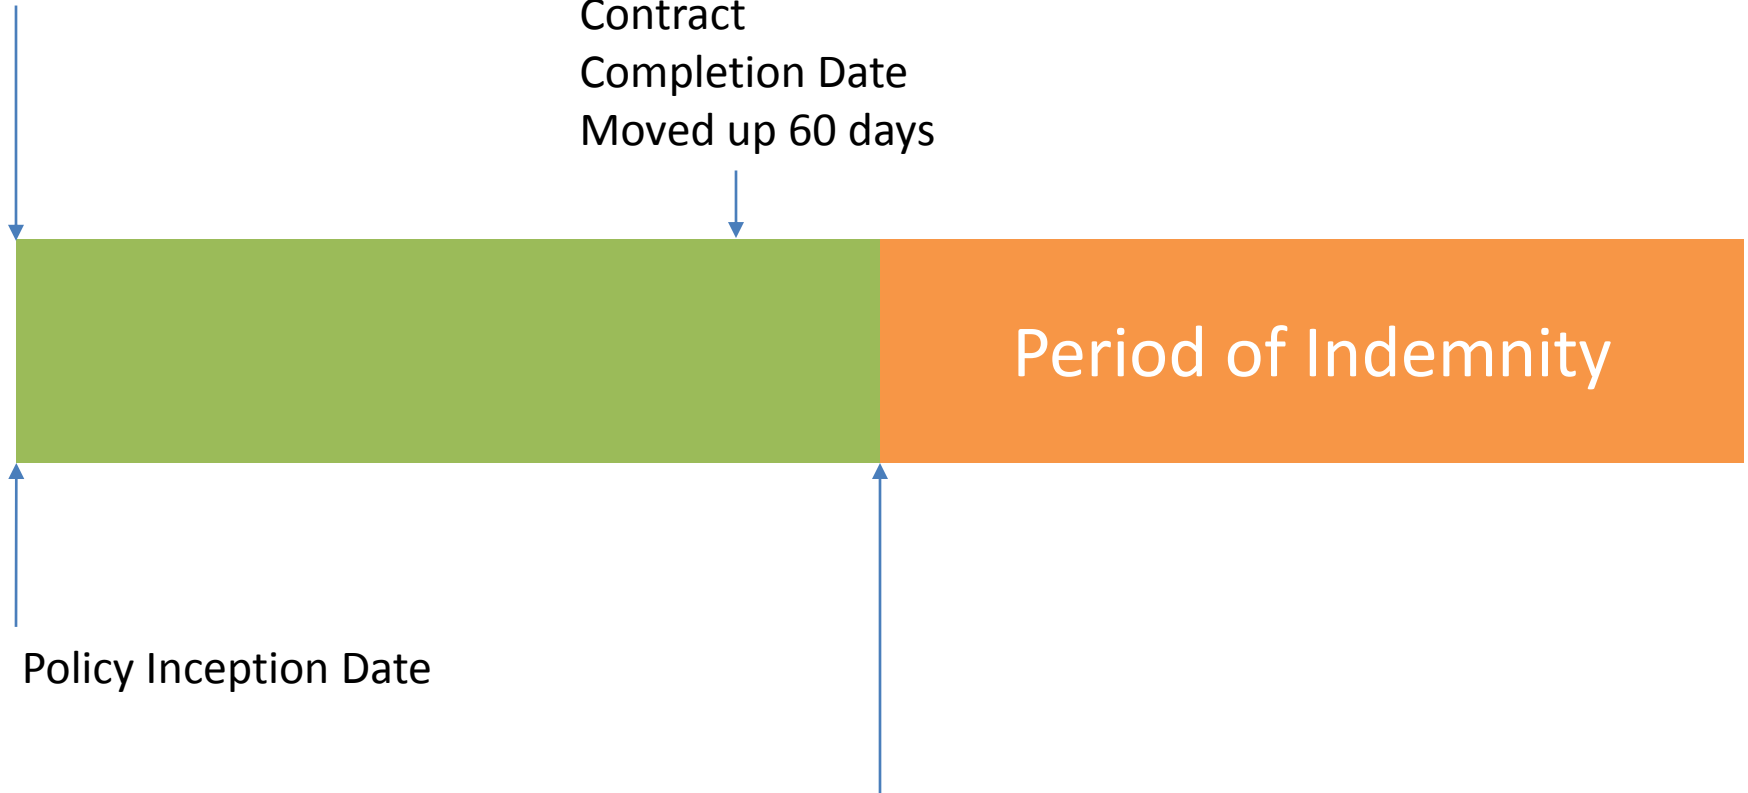 Contract
Completion Date
Moved up 60 days
Period of Indemnity
Policy Inception Date